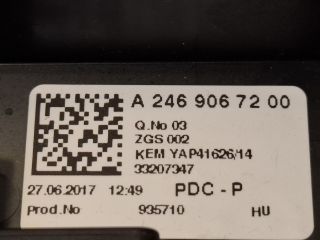 A 246 906 72 00
Q.No 03
ZGS 002
KEM YAP41626/14
33207347
27.06.2017 12:49 PDC - P
Prod.No 935710 HU